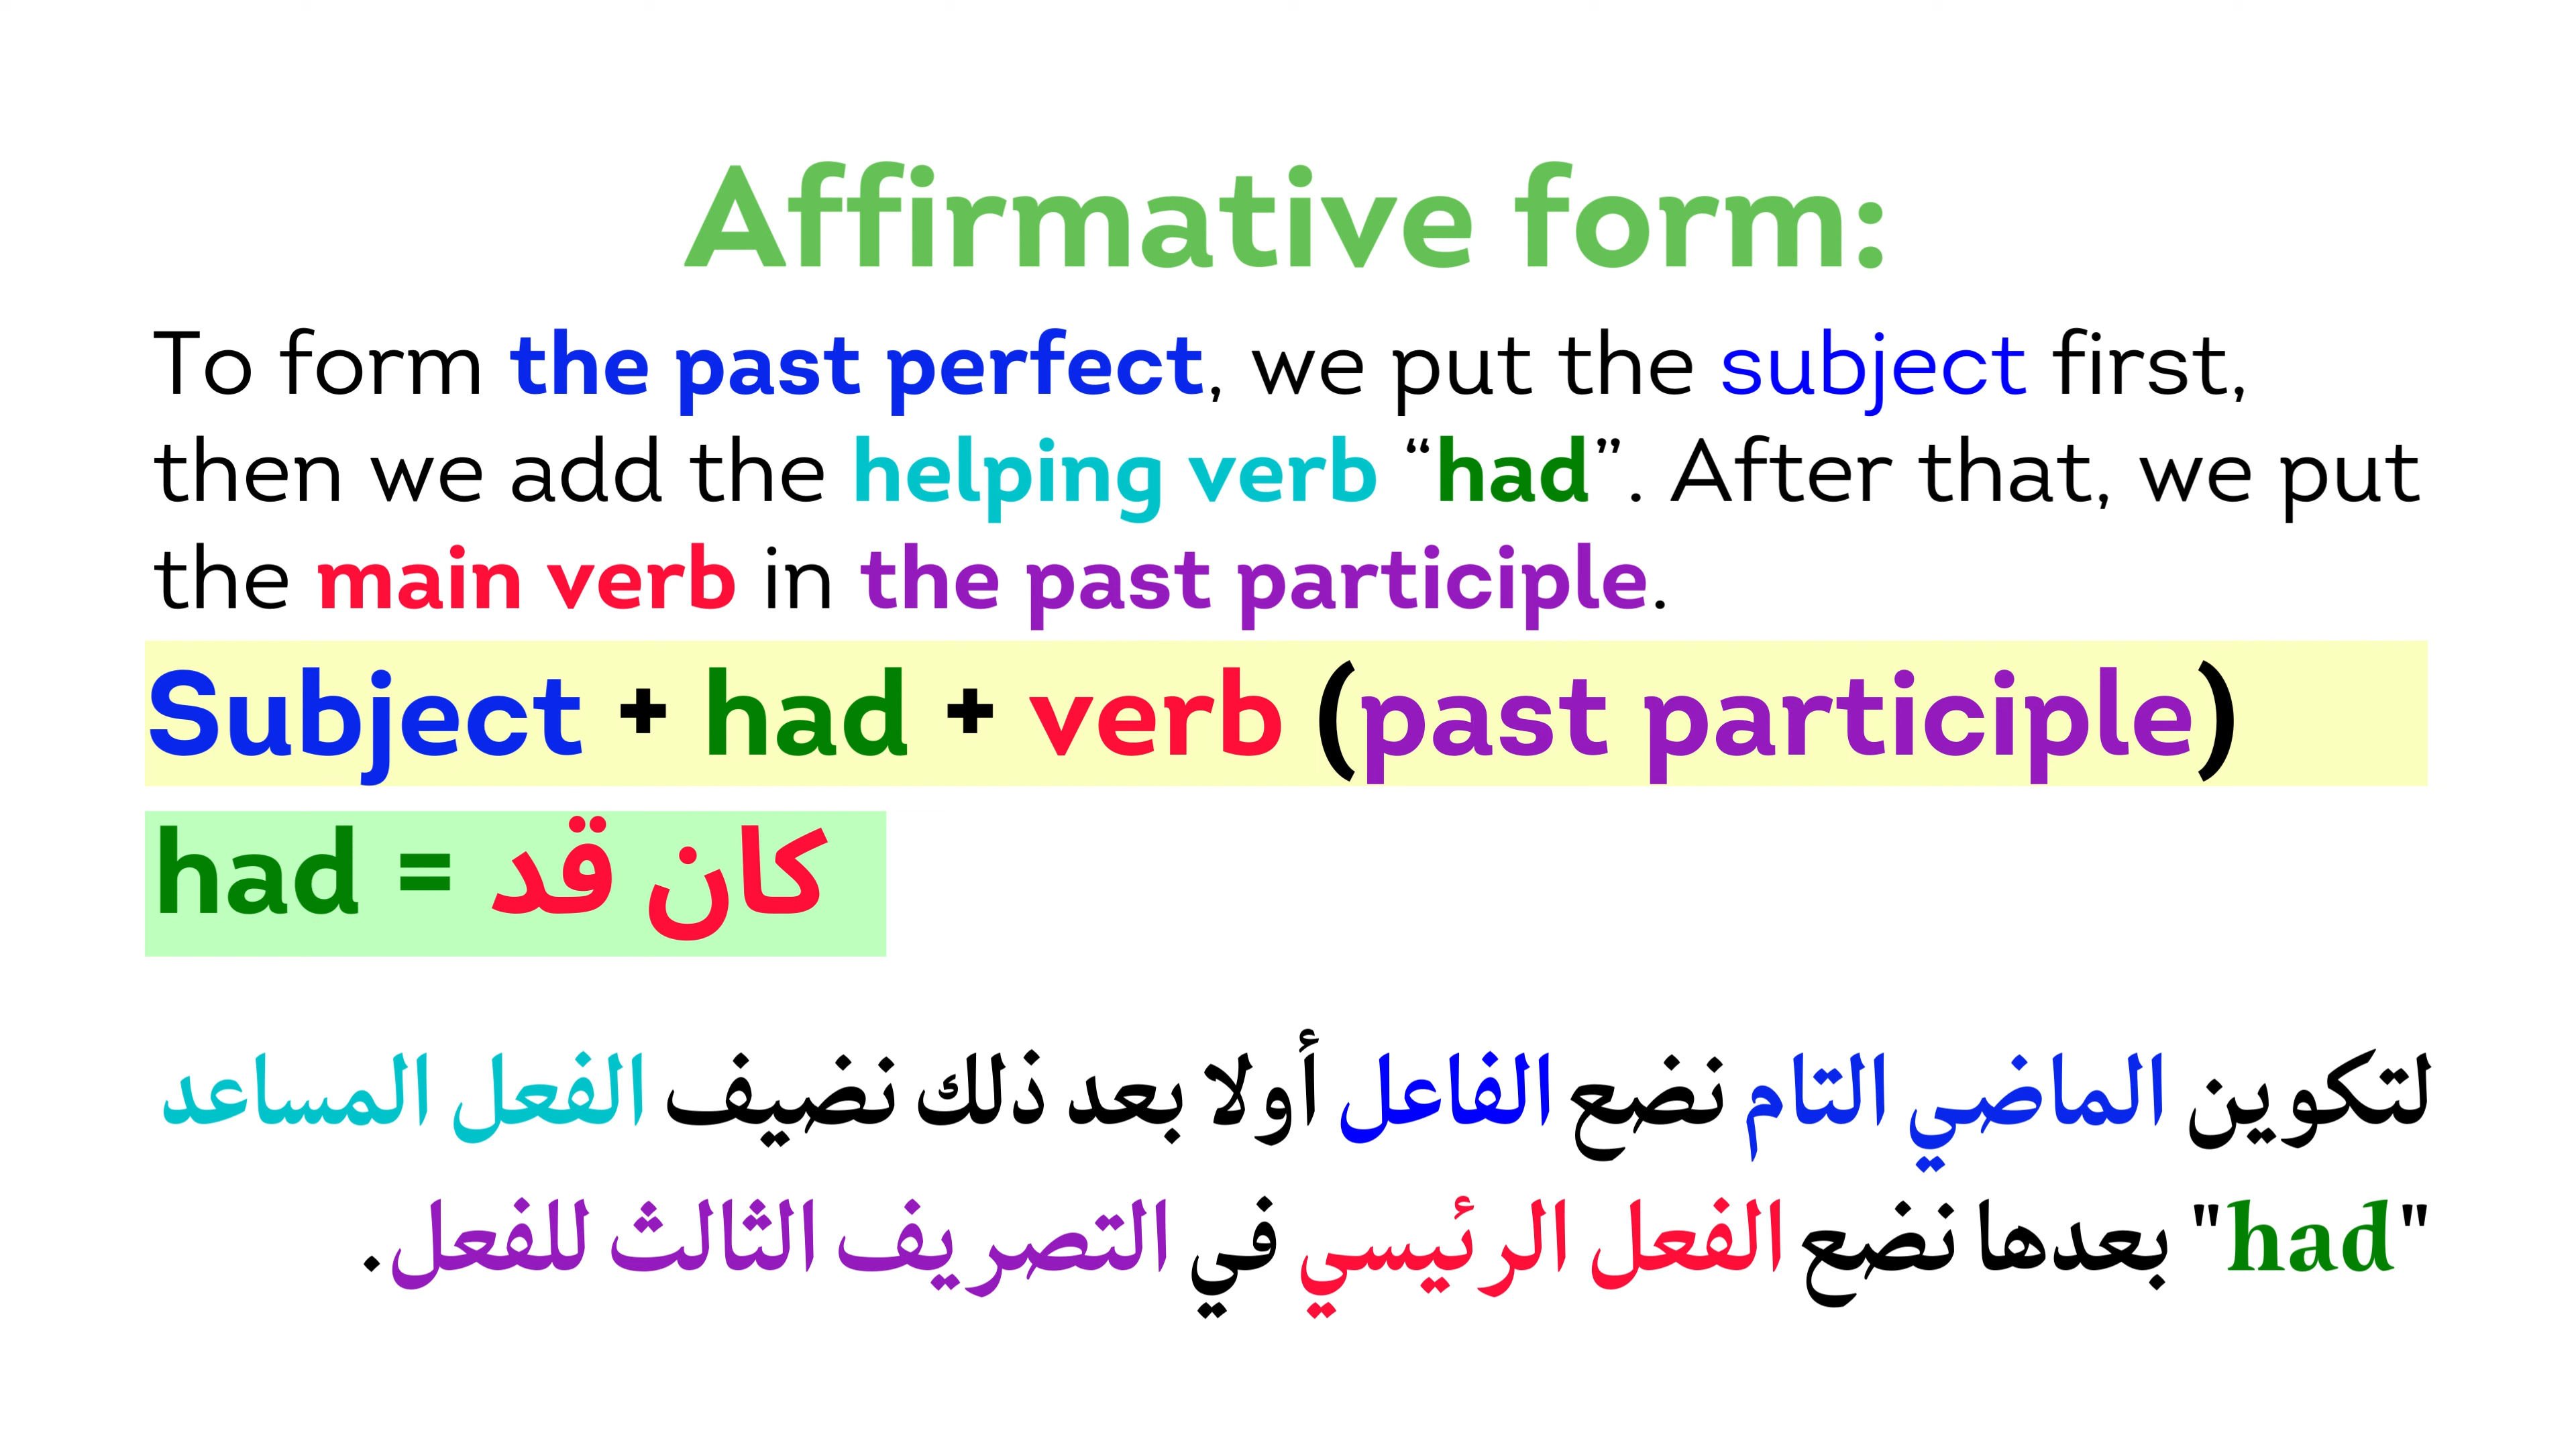 Affirmative form:
To form the past perfect, we put the subject first,
then we add the helping verb “had”. After that, we put
the main verb in the past participle.
Subject + had + verb (past participle)
had = كان قد
لتكوين الماضي التام نضع الفاعل أولا بعد ذلك نضيف الفعل المساعد
"had" بعدها نضع الفعل الرئيسي في التصريف الثالث للفعل.